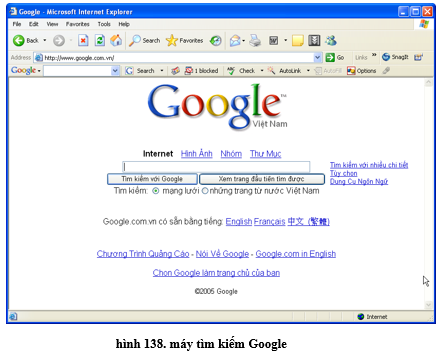 Google - Microsoft Internet Explorer
File Edit View Favorites Tools Help
Back Search Favorites
Address http://www.google.com.vn/ Go Links » SnagIt
Google Search 1 blocked Check AutoLink AutoFill Options
Google™
Việt Nam
Internet Hình Ảnh Nhóm Thư Mục
Tìm kiếm với nhiều chi tiết
Tùy chọn
Dụng Cụ Ngôn Ngữ
Tìm kiếm với Google Xem trang đầu tiên tìm được
Tìm kiếm: mạng lưới những trang từ nước Việt Nam
Google.com.vn có sẵn bằng tiếng: English Français 中文 (繁體)
Chương Trình Quảng Cáo - Nói Về Google - Google.com in English
Chọn Google làm trang chủ của bạn
©2005 Google
Internet
hình 138. máy tìm kiếm Google